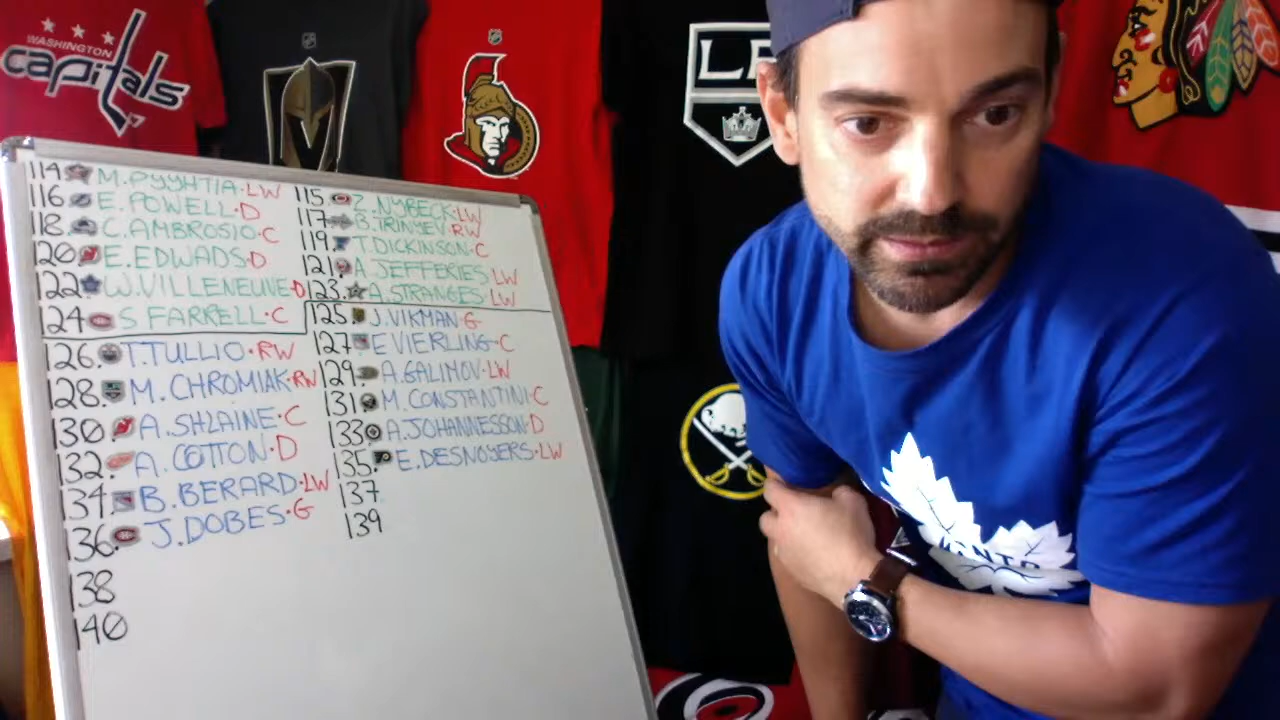 WASHINGTON
capitals
LA
114 M. PYYHTIA · LW
115 Z. NYBECK · LW
116 E. POWELL · D
117 B. TRINYEV · RW
118. C. AMBROSIO · C
119. T. DICKINSON · C
120 E. EDWADS · D
121. A JEFFERIES LW
122. W. VILLENEUNE · D
123. A. STRANGES · LW
124 S FARRELL · C
125. J. VIKMAN · G
126. T. TULLIO · RW
127. E VIERLING · C
128. M. CHROMIAK · RW
129. A. GALIMOV · LW
130 A. SHLAINE · C
131 M. CONSTANTINI · C
132 A. COTTON · D
133 A. JOHANNESSON · D
134 B. BERARD · LW
135. E. DESNOYERS · LW
136. J. DOBES · G
137
138
139
140